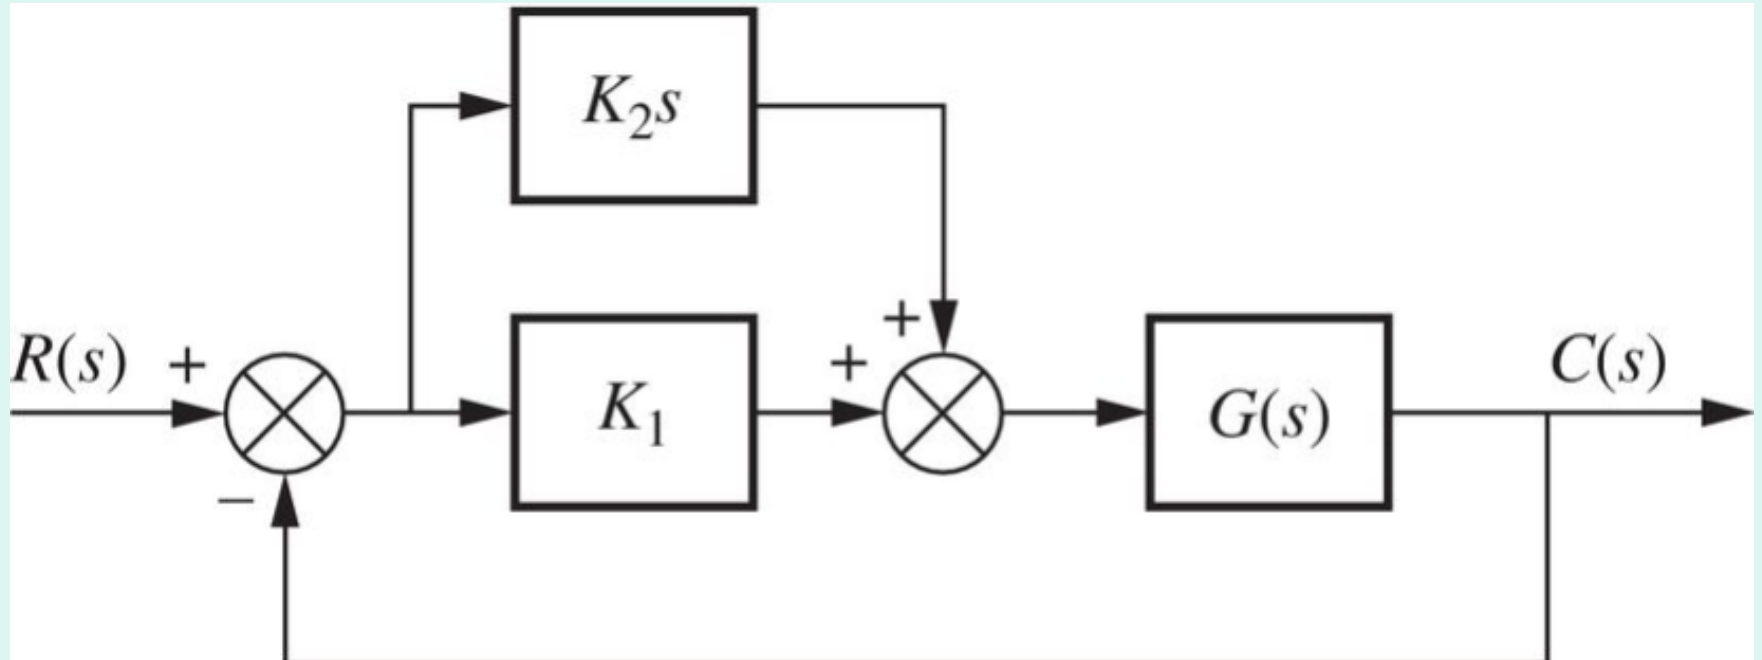 K₂s
+
R(s) + + C(s)
K₁ G(s)
−